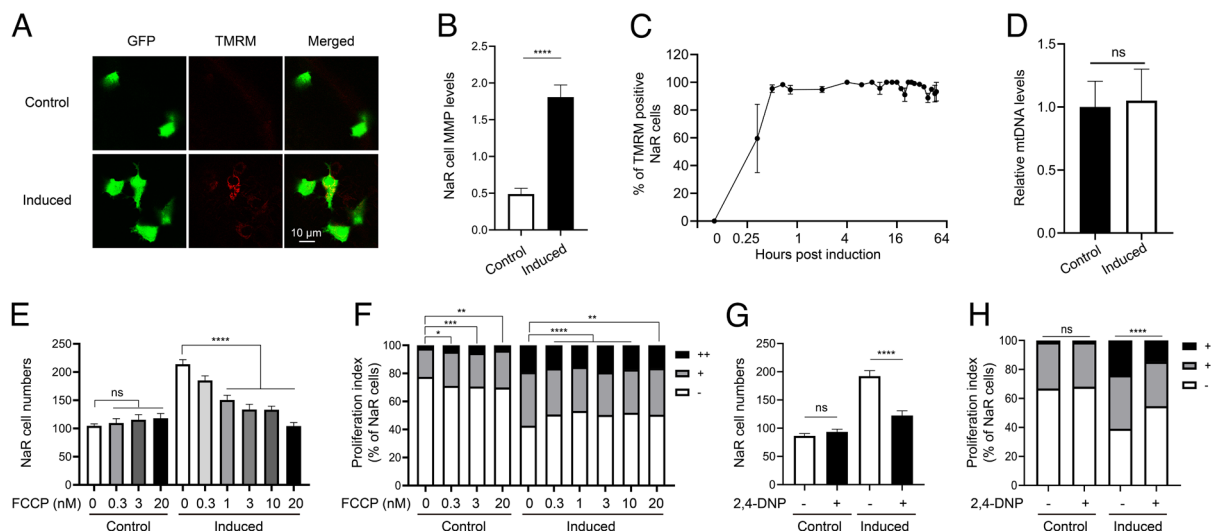 A
GFP
TMRM
Merged
Control
Induced
10 µm
B
NaR cell MMP levels
2.5
2.0
1.5
1.0
0.5
0.0
****
Control
Induced
C
% of TMRM positive
NaR cells
120
100
80
60
40
20
0
0 0.25 1 4 16 64
Hours post induction
D
Relative mtDNA levels
1.5
1.0
0.5
0.0
ns
Control
Induced
E
NaR cell numbers
250
200
150
100
50
0
ns
****
FCCP (nM) 0 0.3 3 20 0 0.3 1 3 10 20
Control Induced
F
Proliferation index
(% of NaR cells)
100
80
60
40
20
0
**
***
*
**
****
++
+
-
FCCP (nM) 0 0.3 3 20 0 0.3 1 3 10 20
Control Induced
G
NaR cell numbers
250
200
150
100
50
0
ns
****
2,4-DNP - + - +
Control Induced
H
Proliferation index
(% of NaR cells)
100
80
60
40
20
0
ns
****
+
+
-
2,4-DNP - + - +
Control Induced